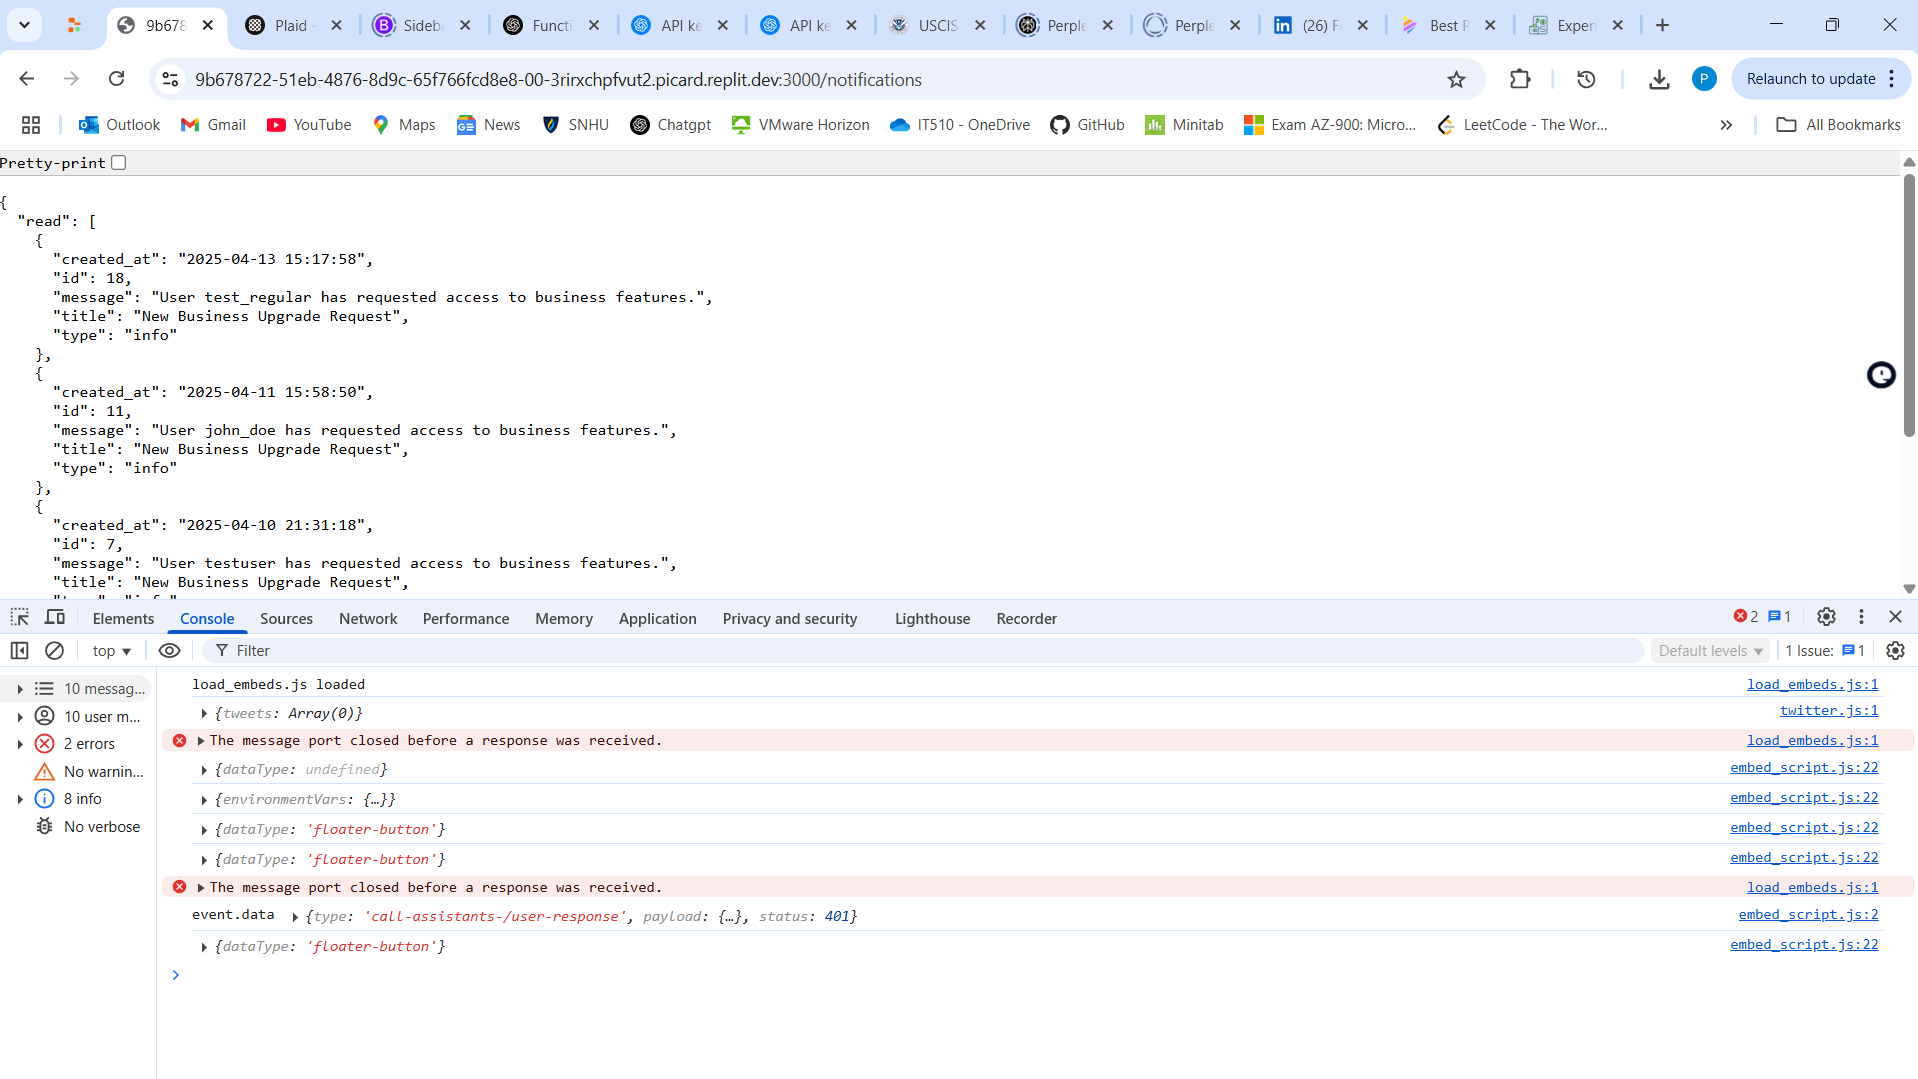 9b678
Plaid -
Sideba
Functi
API ke
API ke
USCIS
Perple
Perple
(26) F
Best P
Expen
9b678722-51eb-4876-8d9c-65f766fcd8e8-00-3rirxchpfvut2.picard.replit.dev:3000/notifications
P
Relaunch to update
Outlook
Gmail
YouTube
Maps
News
SNHU
Chatgpt
VMware Horizon
IT510 - OneDrive
GitHub
Minitab
Exam AZ-900: Micro...
LeetCode - The Wor...
»
All Bookmarks
Pretty-print
{
"read": [
{
"created_at": "2025-04-13 15:17:58",
"id": 18,
"message": "User test_regular has requested access to business features.",
"title": "New Business Upgrade Request",
"type": "info"
},
{
"created_at": "2025-04-11 15:58:50",
"id": 11,
"message": "User john_doe has requested access to business features.",
"title": "New Business Upgrade Request",
"type": "info"
},
{
"created_at": "2025-04-10 21:31:18",
"id": 7,
"message": "User testuser has requested access to business features.",
"title": "New Business Upgrade Request",
Elements Console Sources Network Performance Memory Application Privacy and security Lighthouse Recorder 2 1
top Filter Default levels 1 Issue: 1
10 messag...
10 user m...
2 errors
No warnin...
8 info
No verbose
load_embeds.js loaded load_embeds.js:1
{tweets: Array(0)} twitter.js:1
The message port closed before a response was received. load_embeds.js:1
{dataType: undefined} embed_script.js:22
{environmentVars: {…}} embed_script.js:22
{dataType: 'floater-button'} embed_script.js:22
{dataType: 'floater-button'} embed_script.js:22
The message port closed before a response was received. load_embeds.js:1
event.data {type: 'call-assistants-/user-response', payload: {…}, status: 401} embed_script.js:2
{dataType: 'floater-button'} embed_script.js:22